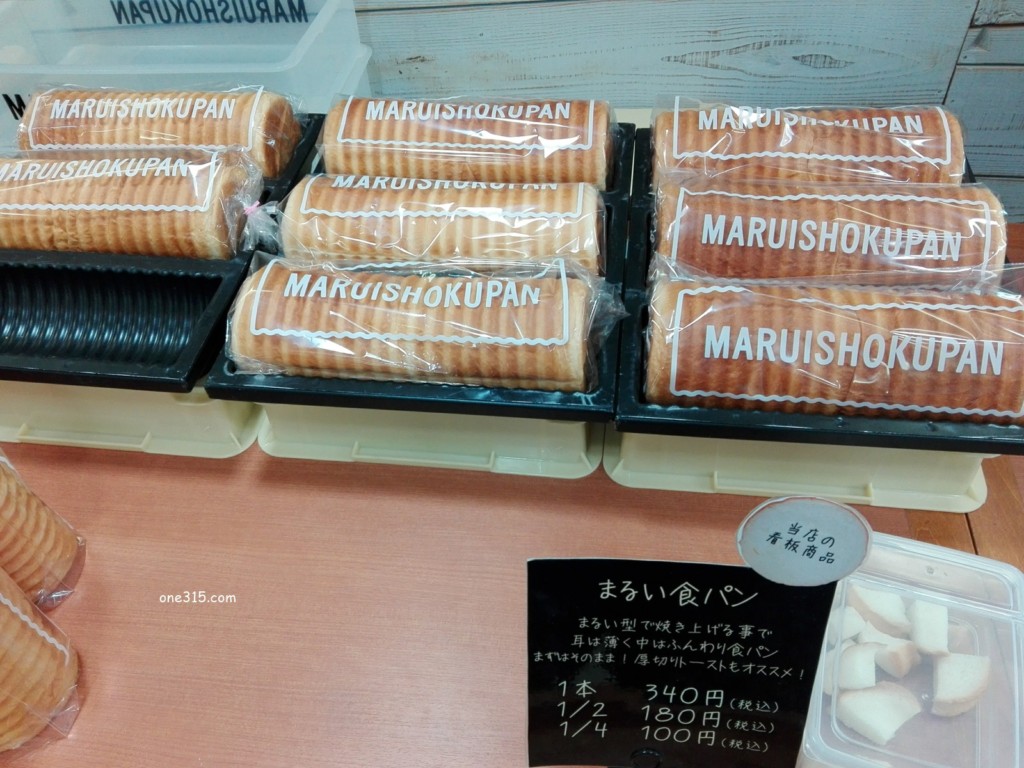 MARUISHOKUPAN
M
MARUISHOKUPAN
MARUISHOKUPAN
MARUISHOKUPAN
MARUISHOKUPAN
MARUISHOKUPAN
MARUISHOKUPAN
MARUISHOKUPAN
MARUISHOKUPAN
one315.com
当店の
看板商品
まるい食パン
まるい型で焼き上げる事で
耳は薄く中はふんわり食パン
まずはそのまま!厚切りトーストもオススメ!
1本 340円(税込)
1/2 180円(税込)
1/4 100円(税込)